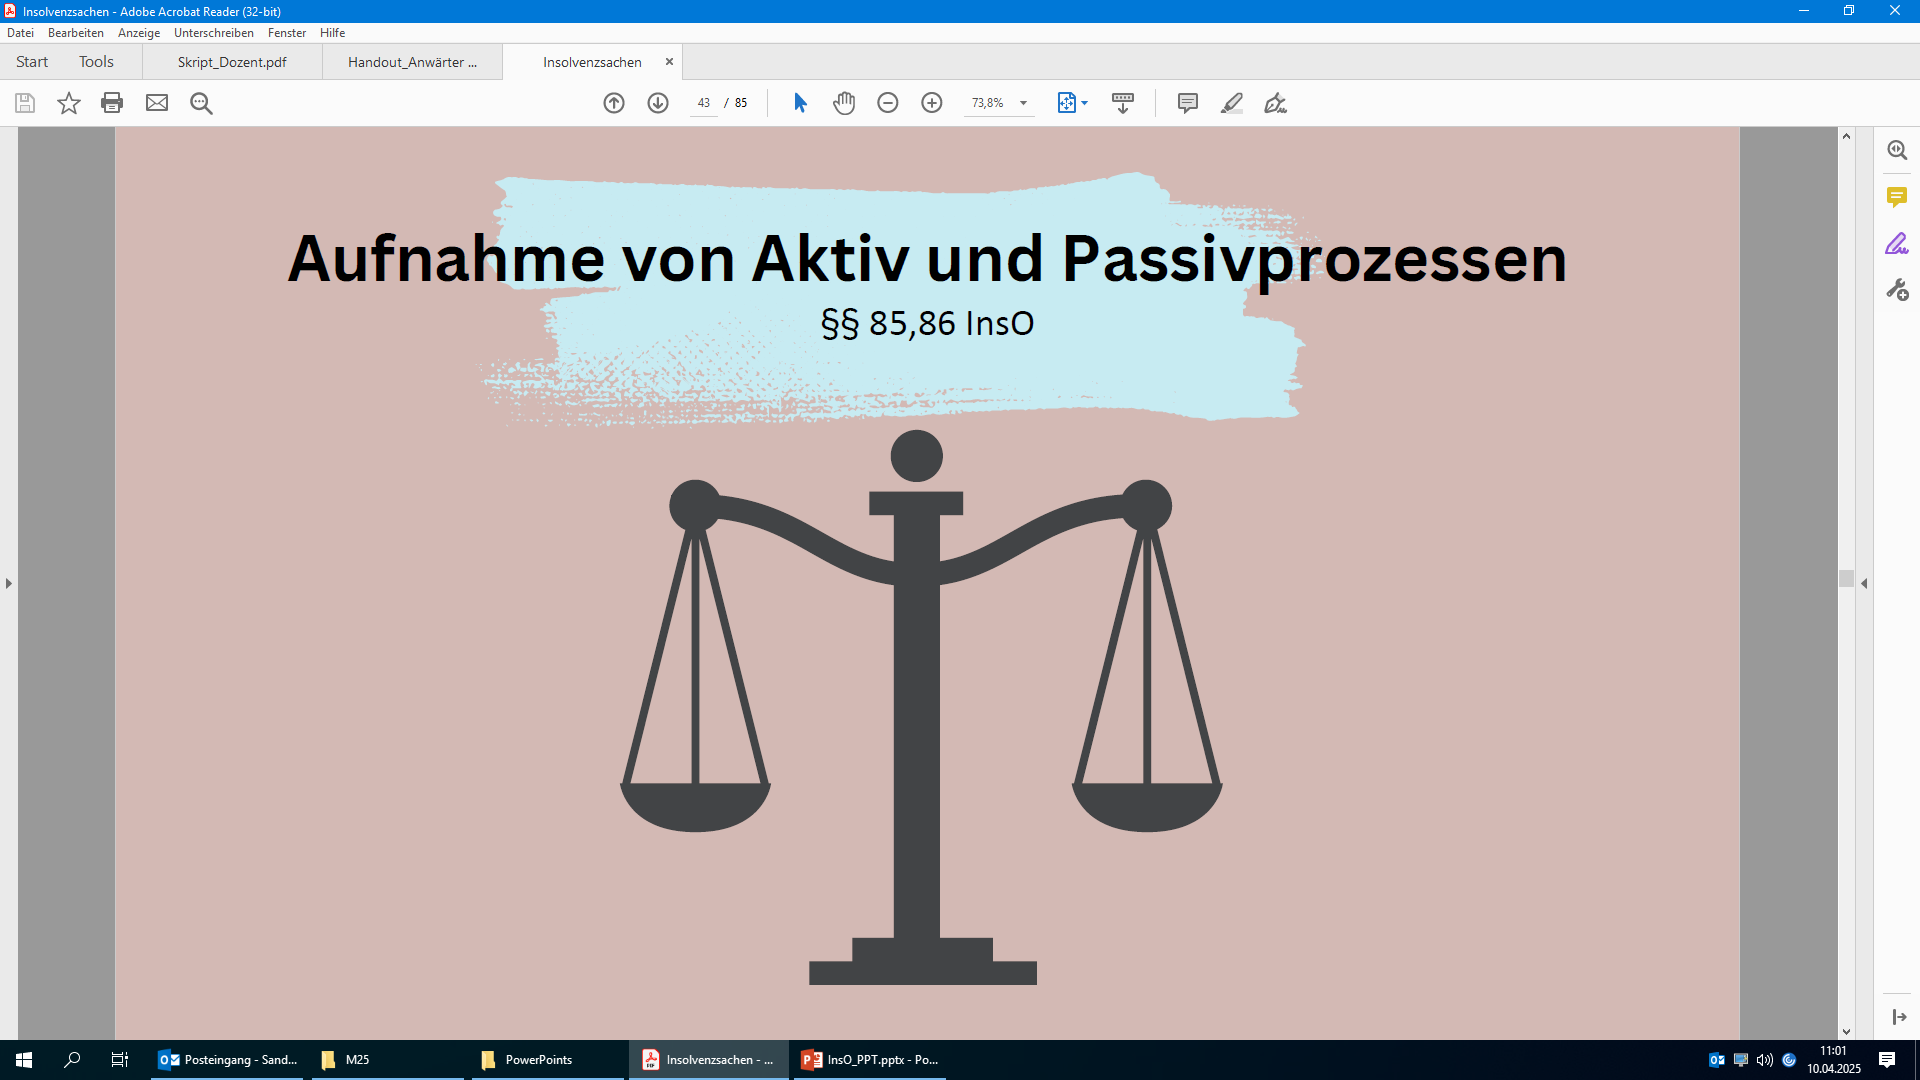 Insolvenzsachen - Adobe Acrobat Reader (32-bit)
Datei Bearbeiten Anzeige Unterschreiben Fenster Hilfe
Start Tools Skript_Dozent.pdf Handout_Anwärter ... Insolvenzsachen
43 / 85 73,8%
Aufnahme von Aktiv und Passivprozessen
§§ 85,86 InsO
Posteingang - Sand... M25 PowerPoints Insolvenzsachen - ... InsO_PPT.pptx - Po...
11:01
10.04.2025